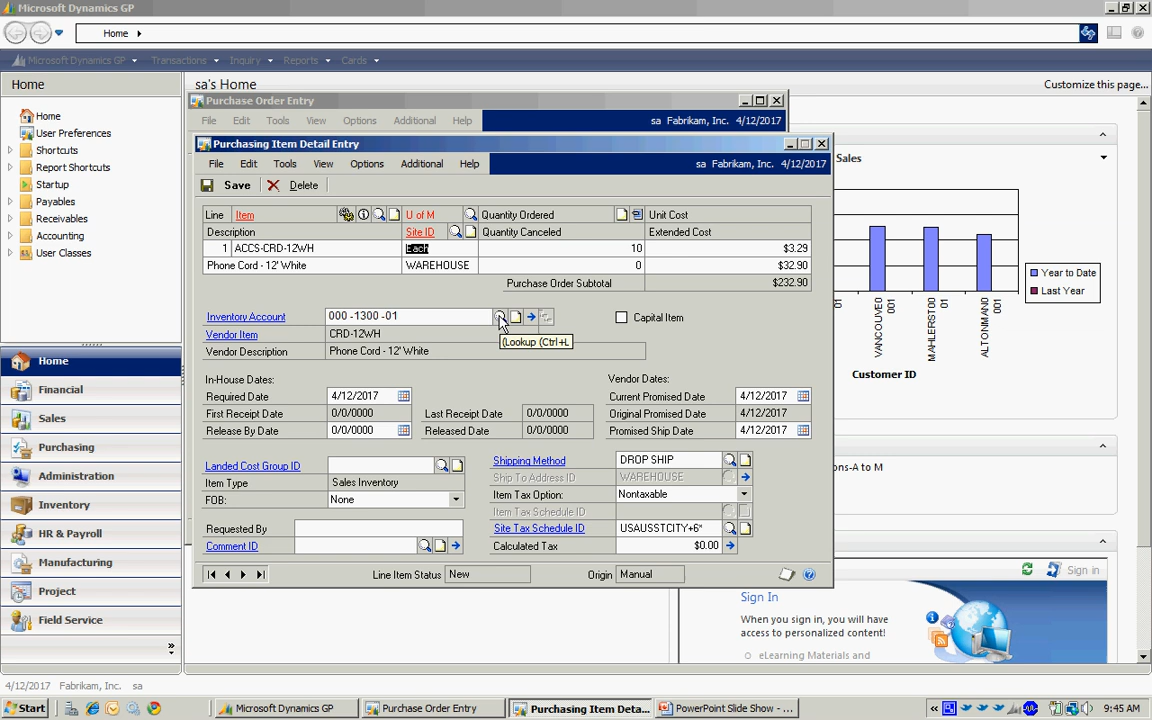 Microsoft Dynamics GP
Home
Microsoft Dynamics GP Transactions Inquiry Reports Cards
Home
sa's Home
Customize this page...
Home
User Preferences
Shortcuts
Report Shortcuts
Startup
Payables
Receivables
Accounting
User Classes
Home
Financial
Sales
Purchasing
Administration
Inventory
HR & Payroll
Manufacturing
Project
Field Service
Purchase Order Entry
File Edit Tools View Options Additional Help
sa Fabrikam, Inc. 4/12/2017
Purchasing Item Detail Entry
File Edit Tools View Options Additional Help
sa Fabrikam, Inc. 4/12/2017
Save Delete
Line Item U of M Quantity Ordered Unit Cost
Description Site ID Quantity Canceled Extended Cost
1 ACCS-CRD-12WH Each 10 $3.29
Phone Cord - 12' White WAREHOUSE 0 $32.90
Purchase Order Subtotal $232.90
Inventory Account 000 -1300 -01 Capital Item
Vendor Item CRD-12WH
(Lookup (Ctrl+L
Vendor Description Phone Cord - 12' White
In-House Dates: Vendor Dates:
Required Date 4/12/2017 Current Promised Date 4/12/2017
First Receipt Date 0/0/0000 Last Receipt Date 0/0/0000 Original Promised Date 4/12/2017
Release By Date 0/0/0000 Released Date 0/0/0000 Promised Ship Date 4/12/2017
Landed Cost Group ID Shipping Method DROP SHIP
Item Type Sales Inventory Ship To Address ID WAREHOUSE
FOB: None Item Tax Option: Nontaxable
Item Tax Schedule ID
Requested By Site Tax Schedule ID USAUSSTCITY+6*
Comment ID Calculated Tax $0.00
Line Item Status New Origin Manual
Sales
Year to Date
Last Year
VANCOUVE0 001
MAHLERST00 001
ALTONMAN0 001
Customer ID
ons-A to M
Sign in
Sign In
When you sign in, you will have
access to personalized content!
eLearning Materials and
4/12/2017 Fabrikam, Inc. sa
Start Microsoft Dynamics GP Purchase Order Entry Purchasing Item Deta... PowerPoint Slide Show - ... 9:45 AM